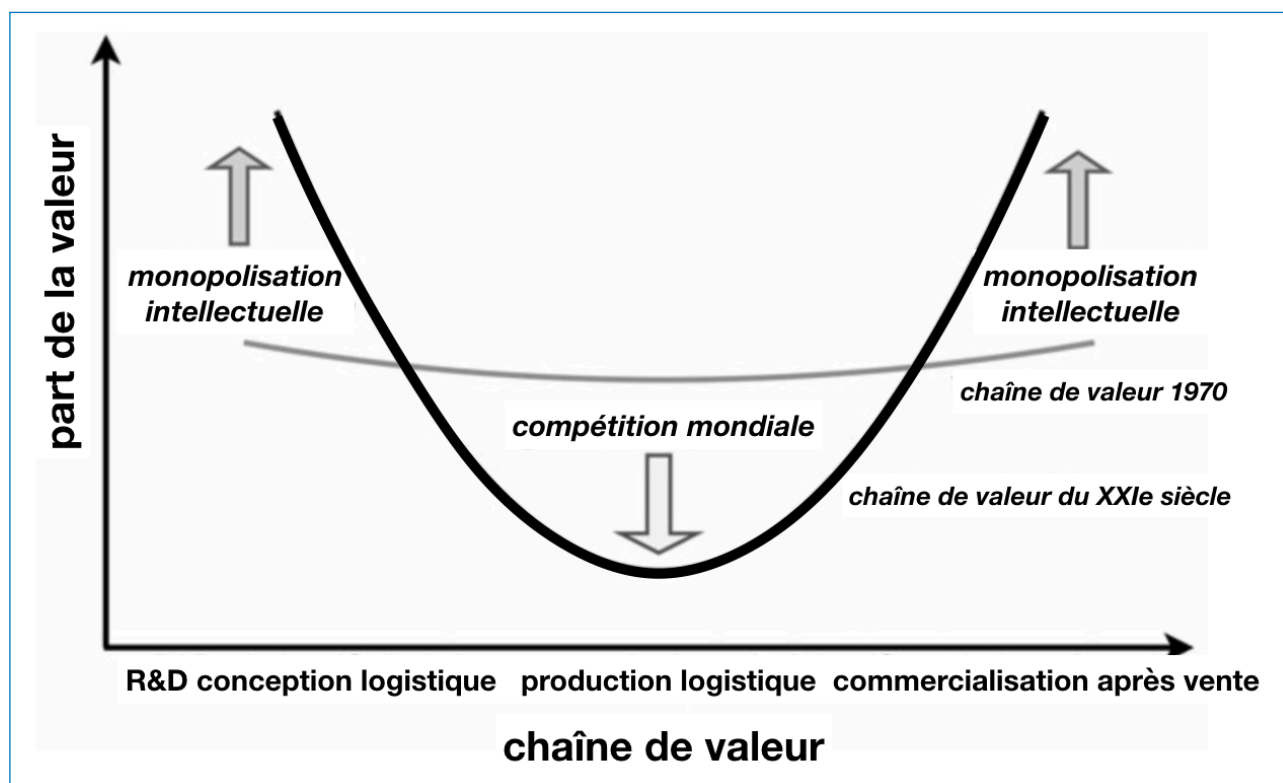 part de la valeur
monopolisation
intellectuelle
monopolisation
intellectuelle
chaîne de valeur 1970
compétition mondiale
chaîne de valeur du XXIe siècle
R&D conception logistique production logistique commercialisation après vente
chaîne de valeur